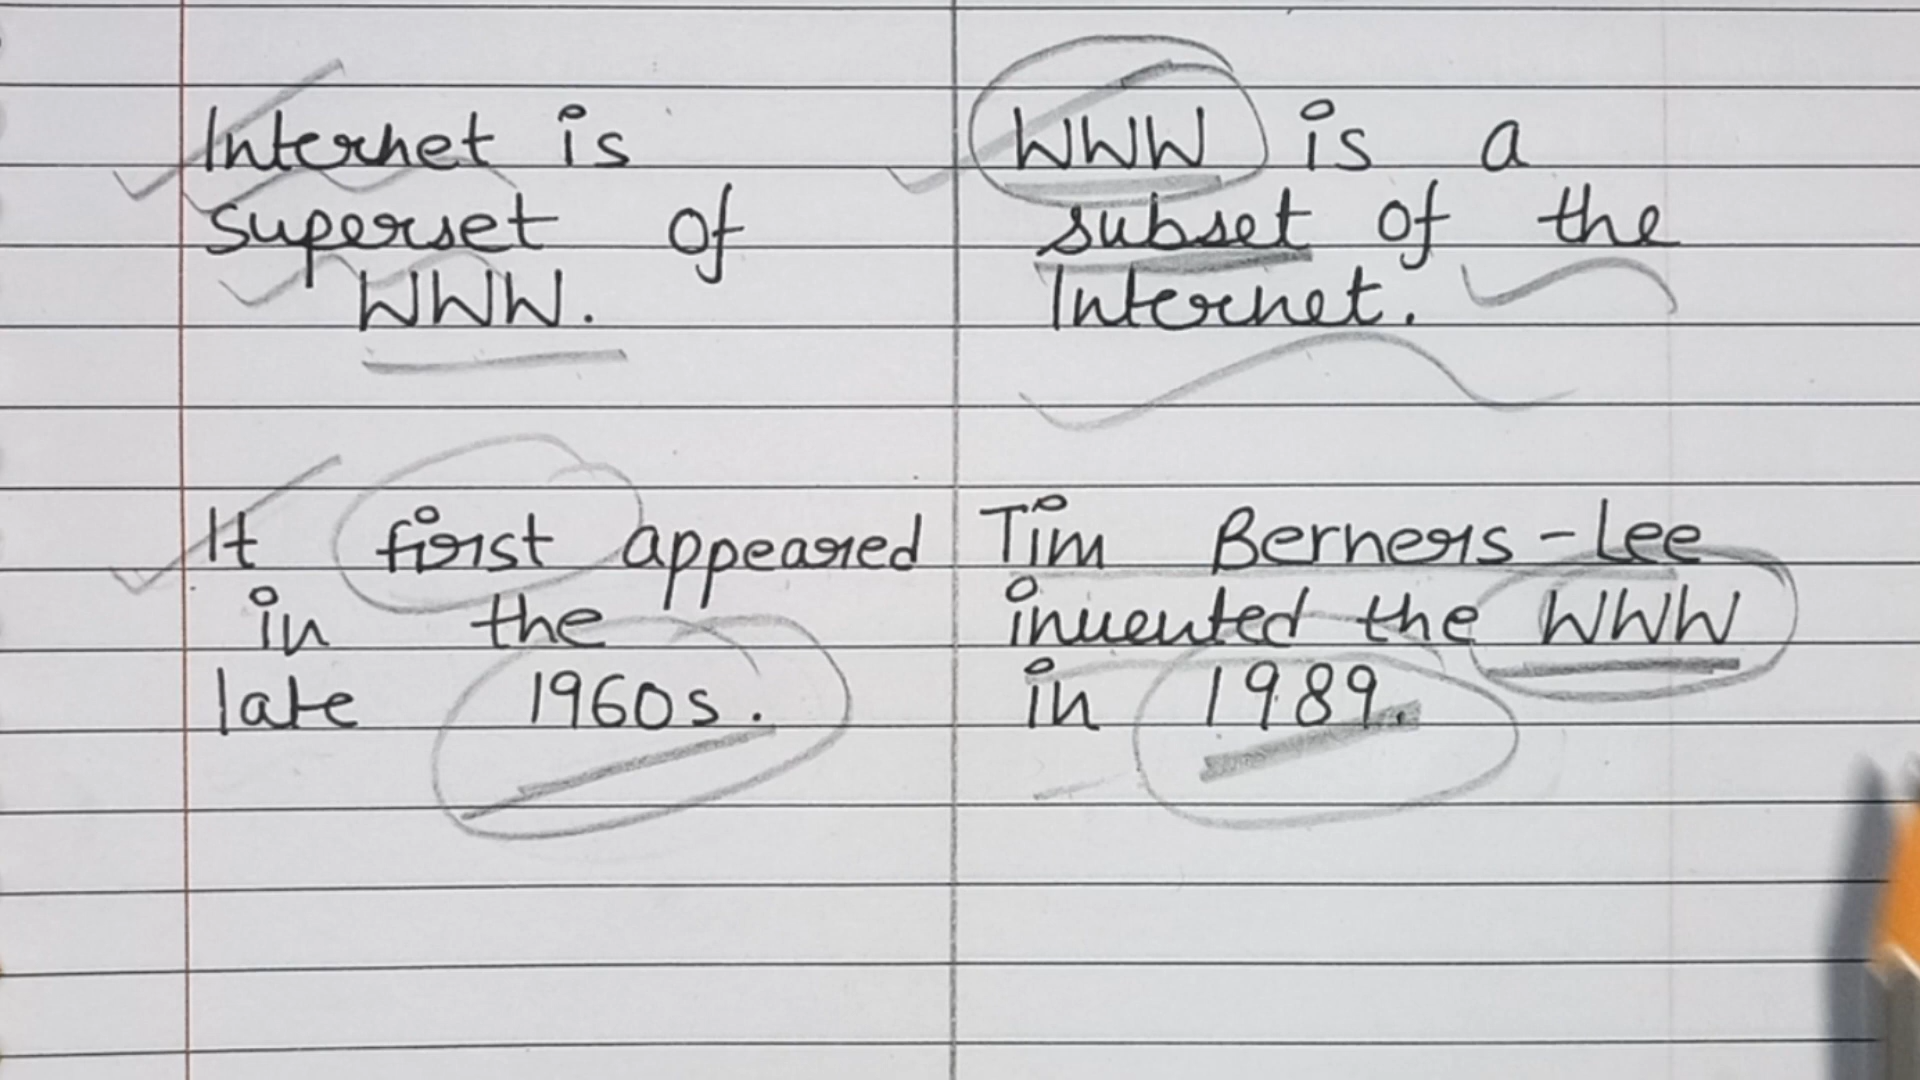 Internet is
superset of
WWW.
It first appeared
in the
late 1960s.
WWW is a
subset of the
Internet.
Tim Berners-Lee
invented the WWW
in 1989.